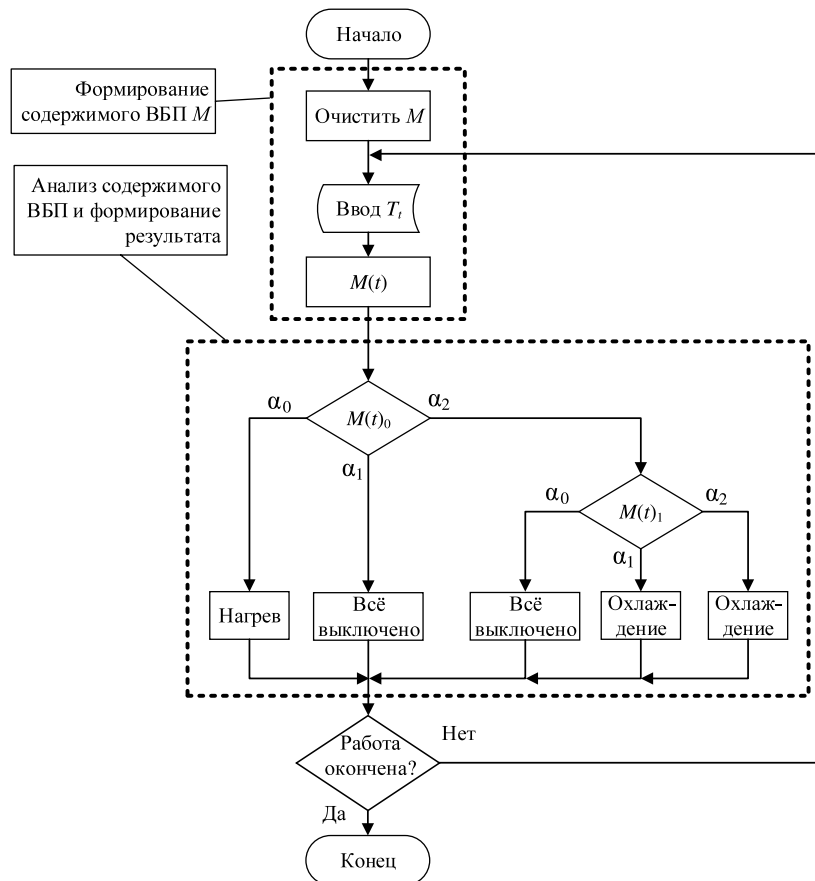 Начало
Формирование
содержимого ВБП M
Очистить M
Анализ содержимого
ВБП и формирование
результата
Ввод Tt
M(t)
α0
M(t)0
α2
α1
α0
M(t)1
α2
α1
Нагрев
Всё
выключено
Всё
выключено
Охлаж-
дение
Охлаж-
дение
Работа
окончена?
Нет
Да
Конец